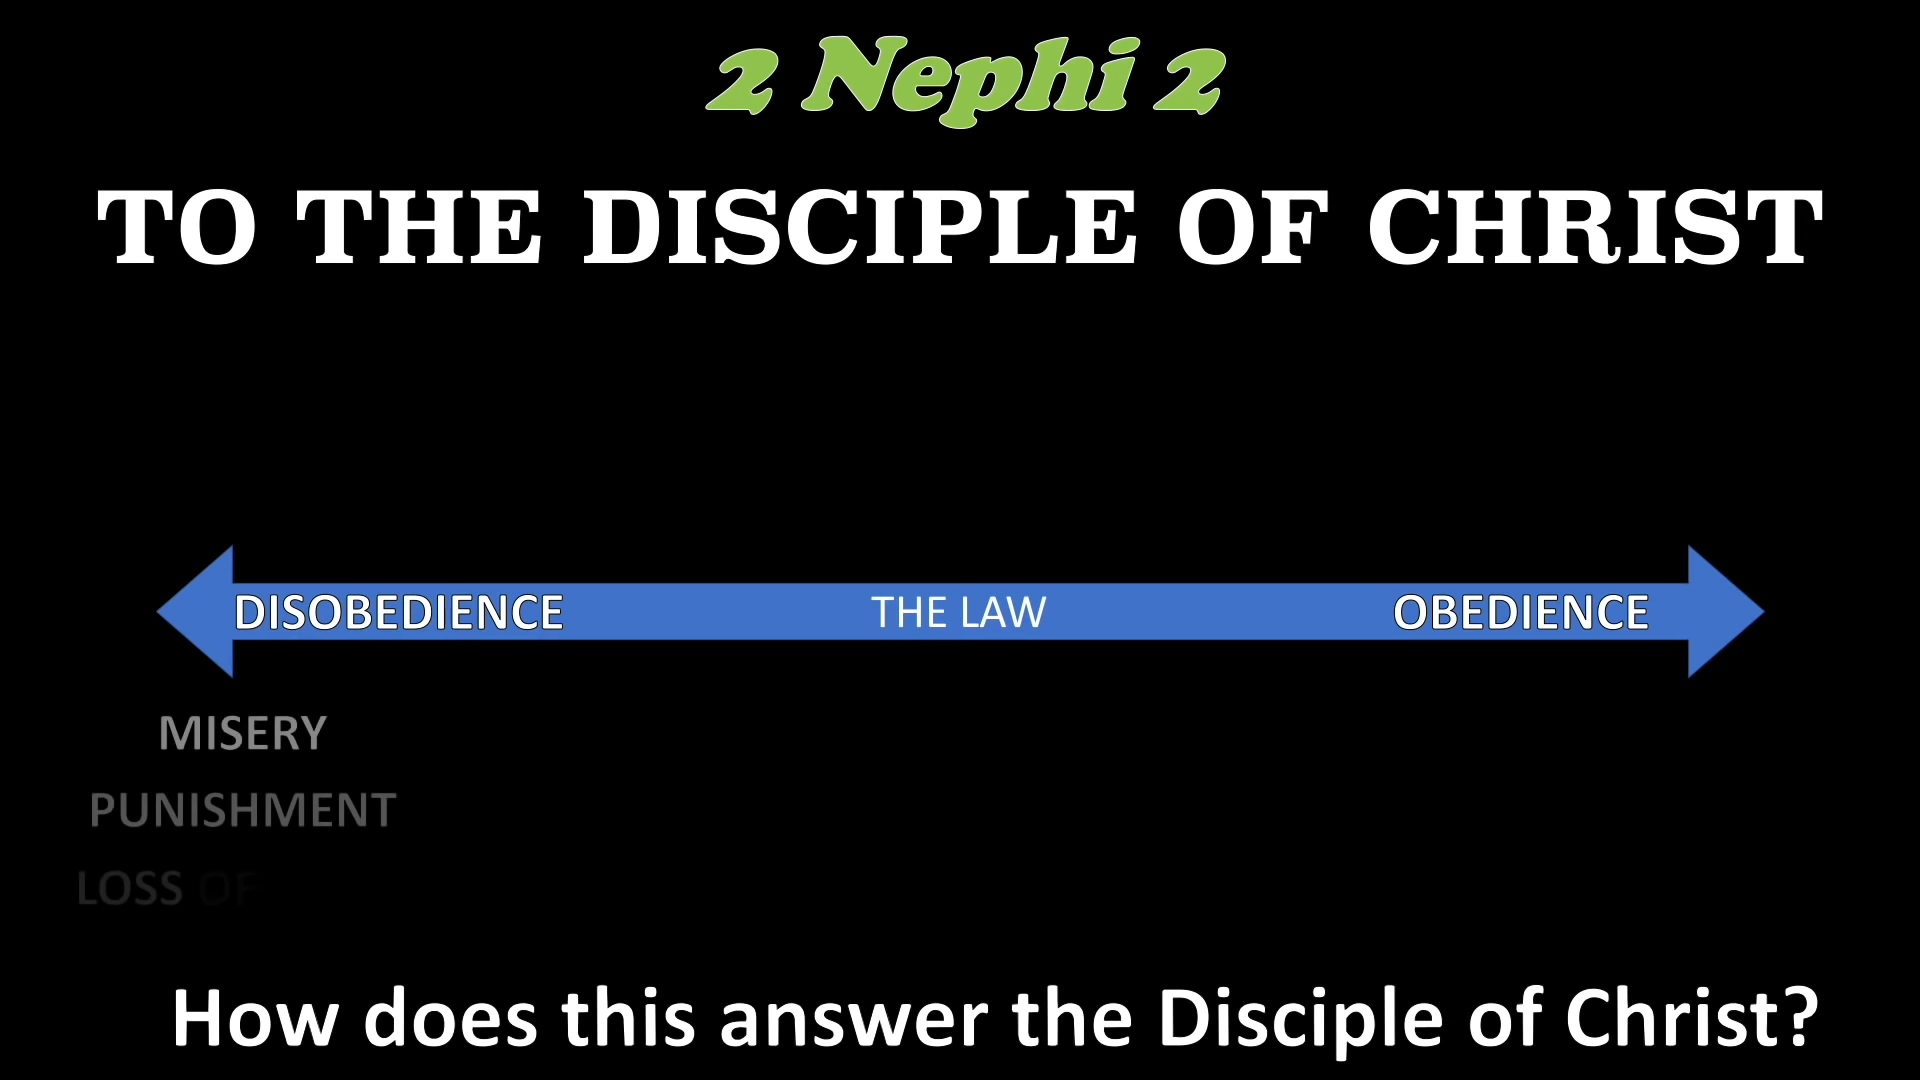 2 Nephi 2
TO THE DISCIPLE OF CHRIST
DISOBEDIENCE THE LAW OBEDIENCE
MISERY
PUNISHMENT
LOSS OF
How does this answer the Disciple of Christ?